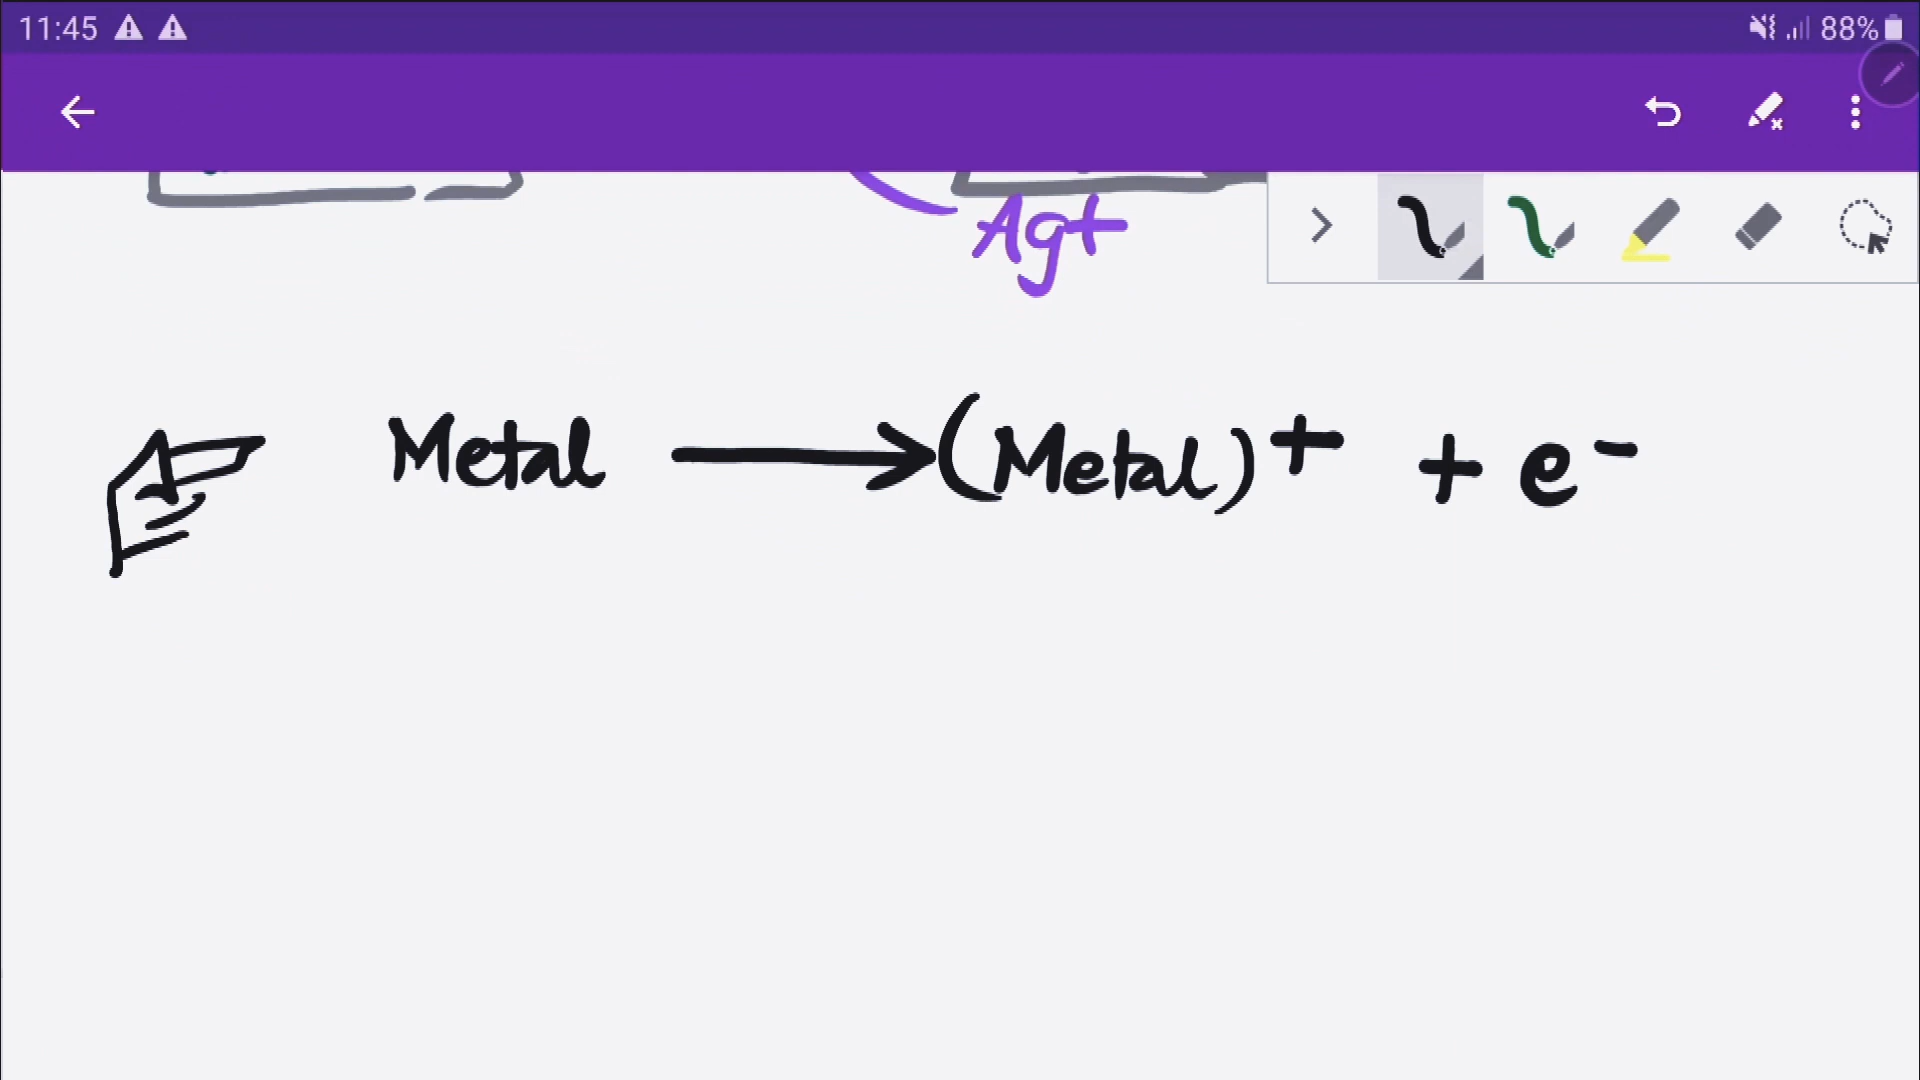 11:45
88%
Ag+
Metal → (Metal)⁺ + e⁻